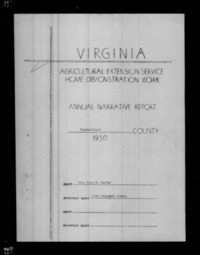 VIRGINIA
AGRICULTURAL EXTENSION SERVICE
HOME DEMONSTRATION WORK
ANNUAL NARRATIVE REPORT
COUNTY
1950
Agent
Assistant Agent
Agent
Assistant Agent